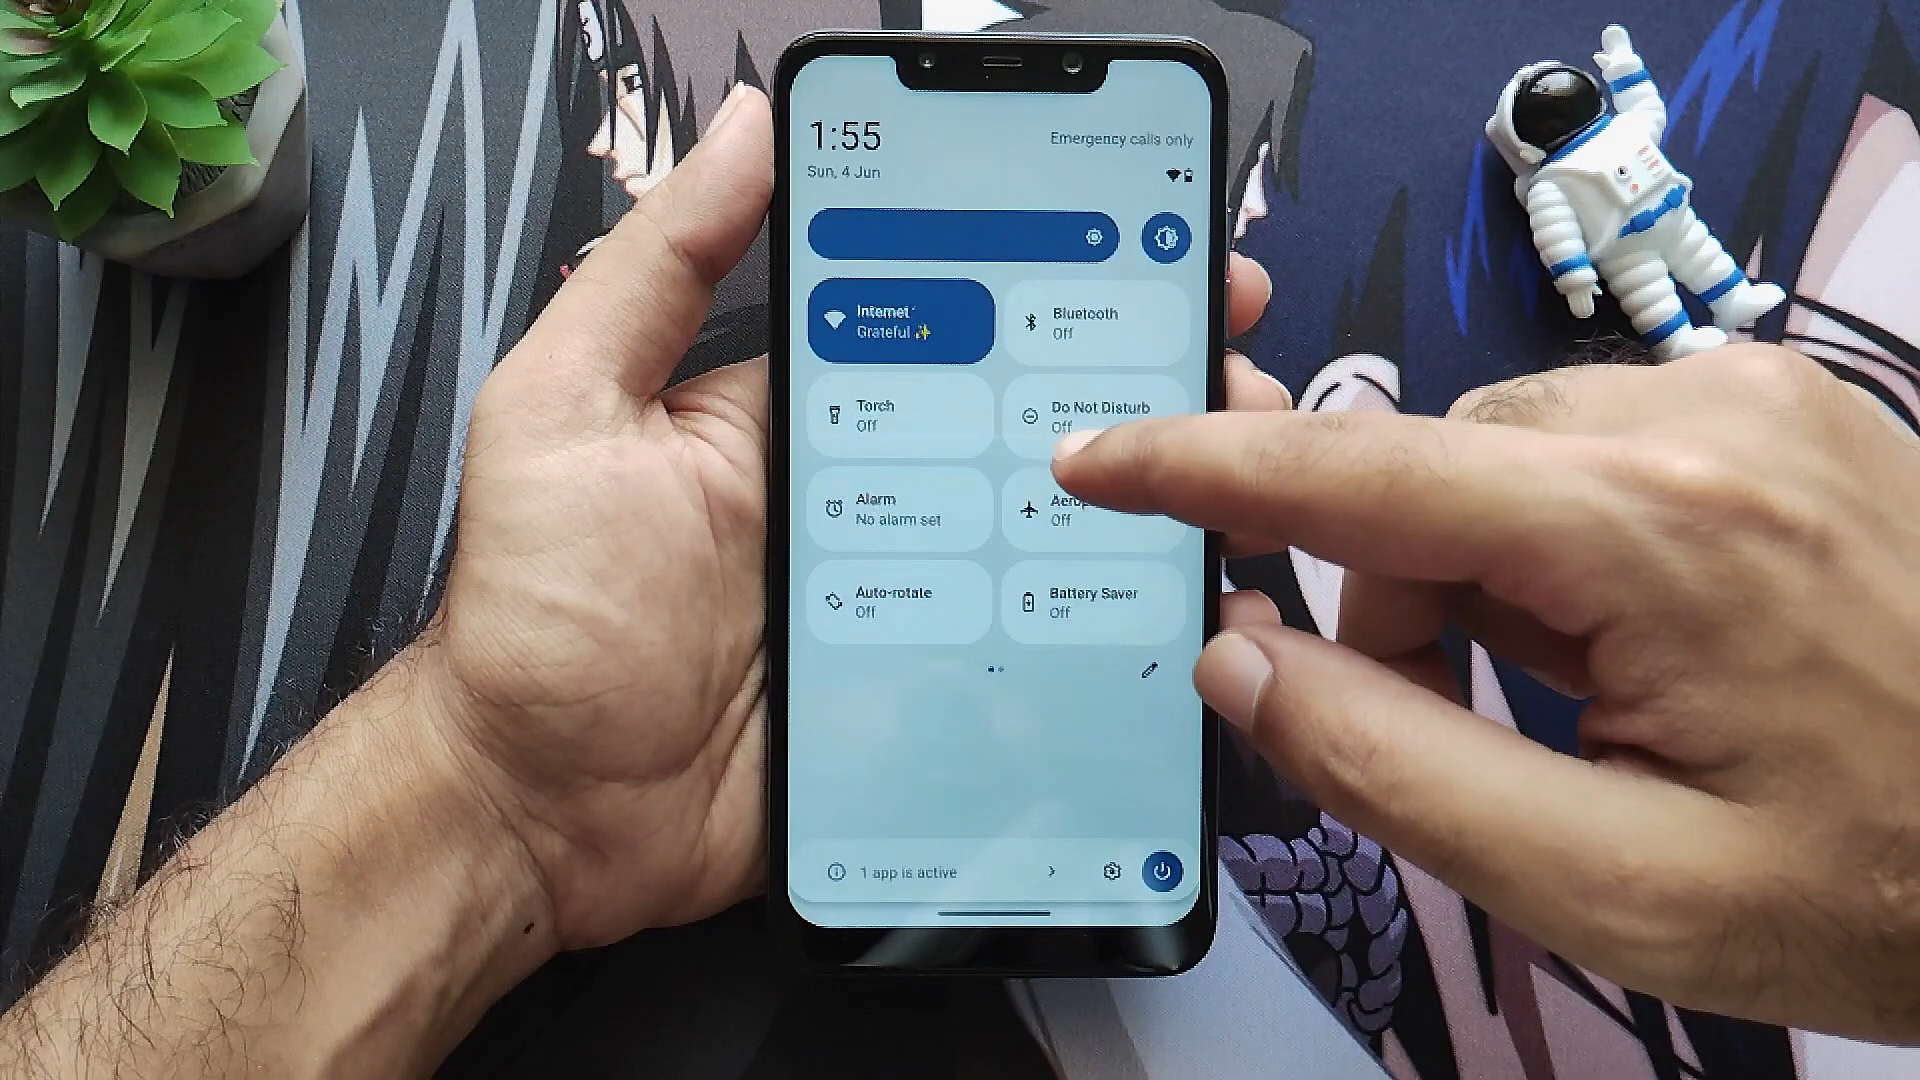 1:55
Emergency calls only
Sun, 4 Jun
Internet
Grateful ✨
Bluetooth
Off
Torch
Off
Do Not Disturb
Off
Alarm
No alarm set
Off
Auto-rotate
Off
Battery Saver
Off
1 app is active